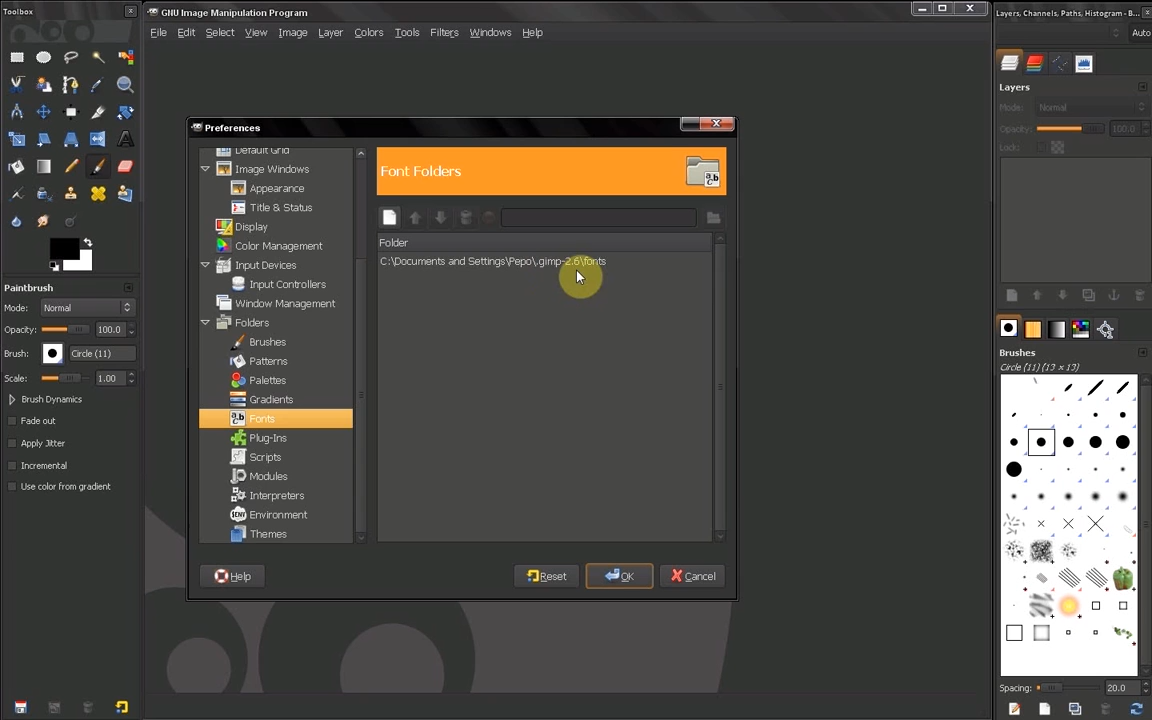 Toolbox
GNU Image Manipulation Program
Layers, Channels, Paths, Histogram - B...
File Edit Select View Image Layer Colors Tools Filters Windows Help
Auto
Layers
Mode: Normal
Opacity: 100.0
Lock:
Preferences
Default Grid
Image Windows
Appearance
Title & Status
Display
Color Management
Input Devices
Input Controllers
Window Management
Folders
Brushes
Patterns
Palettes
Gradients
Fonts
Plug-Ins
Scripts
Modules
Interpreters
Environment
Themes
Font Folders
Folder
C:\Documents and Settings\Pepo\.gimp-2.6\fonts
Help
Reset
OK
Cancel
Paintbrush
Mode: Normal
Opacity: 100.0
Brush: Circle (11)
Scale: 1.00
Brush Dynamics
Fade out
Apply Jitter
Incremental
Use color from gradient
Brushes
Circle (11) (13 × 13)
Spacing: 20.0